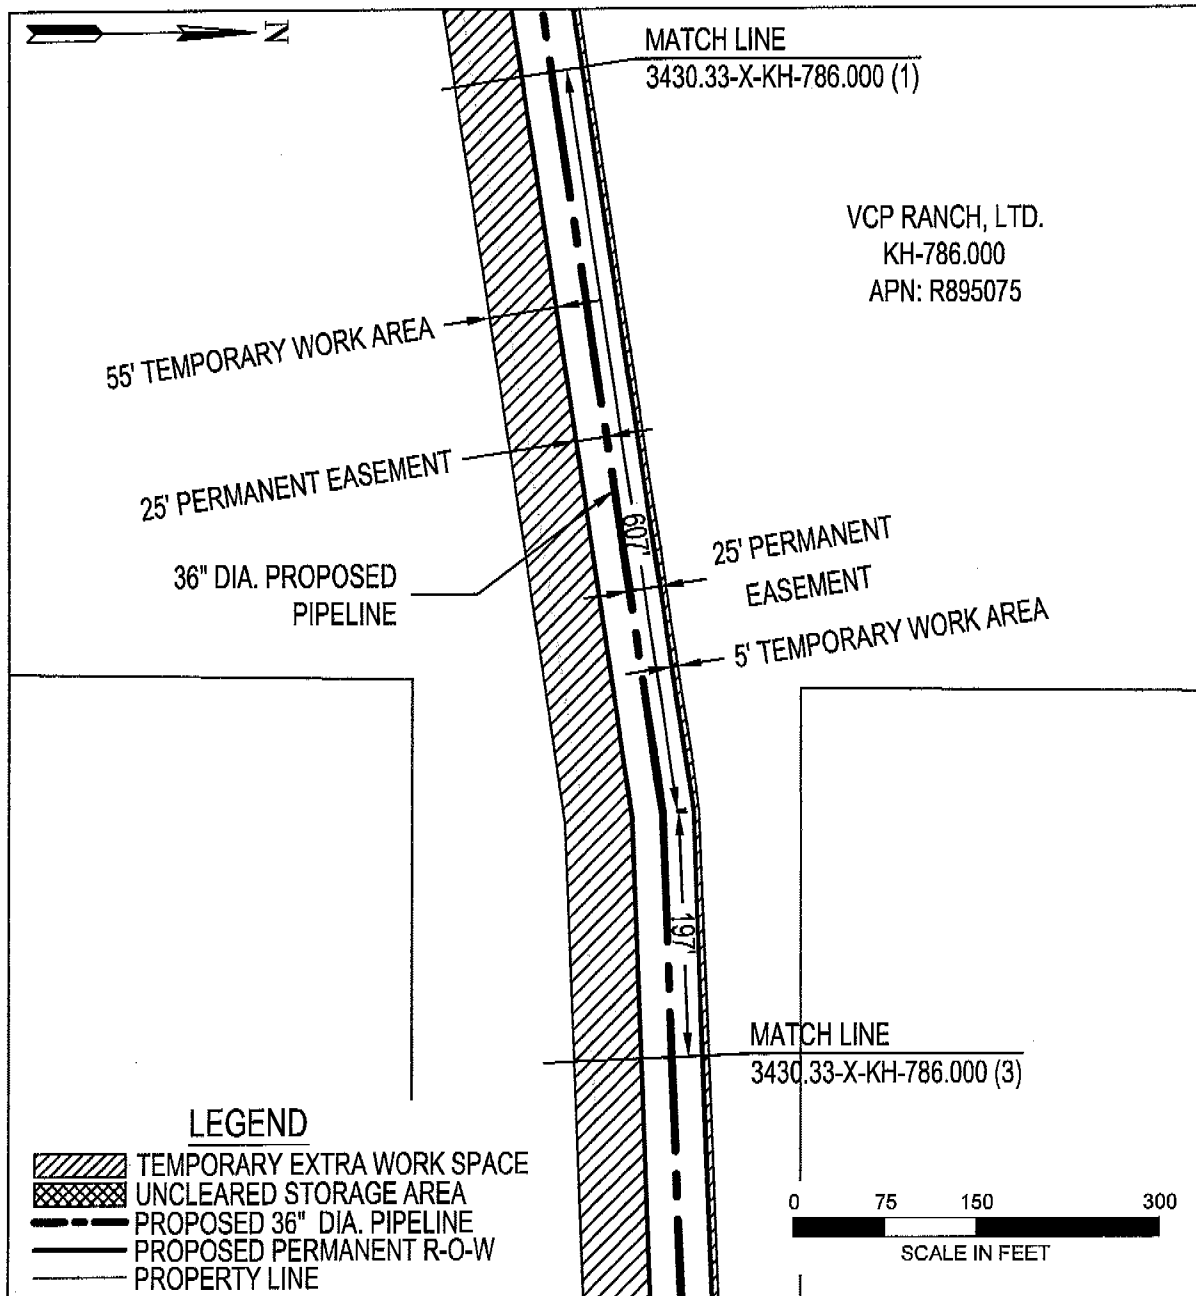 N
MATCH LINE
3430.33-X-KH-786.000 (1)
VCP RANCH, LTD.
KH-786.000
APN: R895075
55' TEMPORARY WORK AREA
25' PERMANENT EASEMENT
36" DIA. PROPOSED
PIPELINE
607'
25' PERMANENT
EASEMENT
5' TEMPORARY WORK AREA
197'
MATCH LINE
3430.33-X-KH-786.000 (3)
LEGEND
TEMPORARY EXTRA WORK SPACE
UNCLEARED STORAGE AREA
PROPOSED 36" DIA. PIPELINE
PROPOSED PERMANENT R-O-W
PROPERTY LINE
0 75 150 300
SCALE IN FEET